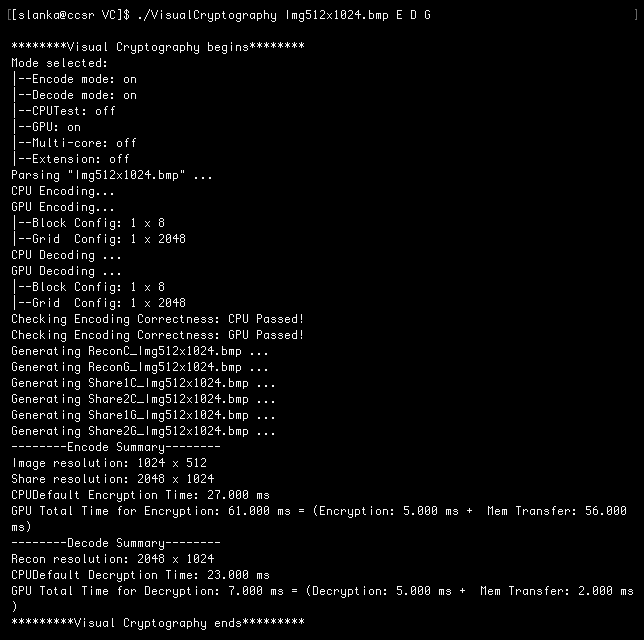 [[slanka@ccsr VC]$ ./VisualCryptography Img512x1024.bmp E D G ]
********Visual Cryptography begins********
Mode selected:
|--Encode mode: on
|--Decode mode: on
|--CPUTest: off
|--GPU: on
|--Multi-core: off
|--Extension: off
Parsing "Img512x1024.bmp" ...
CPU Encoding...
GPU Encoding...
|--Block Config: 1 x 8
|--Grid  Config: 1 x 2048
CPU Decoding ...
GPU Decoding ...
|--Block Config: 1 x 8
|--Grid  Config: 1 x 2048
Checking Encoding Correctness: CPU Passed!
Checking Encoding Correctness: GPU Passed!
Generating ReconC_Img512x1024.bmp ...
Generating ReconG_Img512x1024.bmp ...
Generating Share1C_Img512x1024.bmp ...
Generating Share2C_Img512x1024.bmp ...
Generating Share1G_Img512x1024.bmp ...
Generating Share2G_Img512x1024.bmp ...
--------Encode Summary--------
Image resolution: 1024 x 512
Share resolution: 2048 x 1024
CPUDefault Encryption Time: 27.000 ms
GPU Total Time for Encryption: 61.000 ms = (Encryption: 5.000 ms +  Mem Transfer: 56.000
ms)
--------Decode Summary--------
Recon resolution: 2048 x 1024
CPUDefault Decryption Time: 23.000 ms
GPU Total Time for Decryption: 7.000 ms = (Decryption: 5.000 ms +  Mem Transfer: 2.000 ms
)
*********Visual Cryptography ends*********